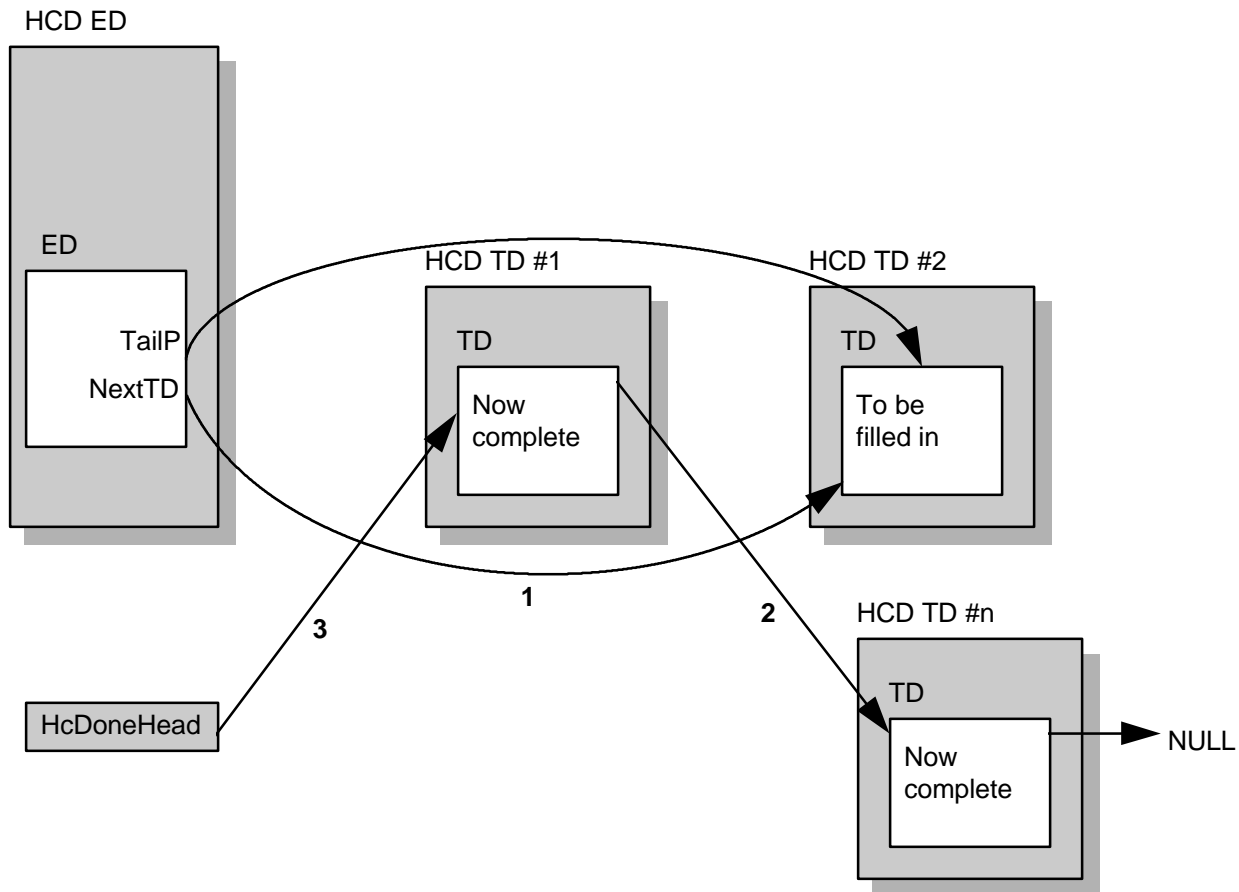 HCD ED
ED
TailP
NextTD
HCD TD #1
TD
Now
complete
HCD TD #2
TD
To be
filled in
1
2
3
HcDoneHead
HCD TD #n
TD
Now
complete
NULL